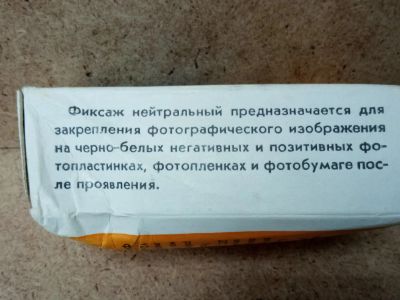 Фиксаж нейтральный предназначается для
закрепления фотографического изображения
на черно-белых негативных и позитивных фо-
топластинках, фотопленках и фотобумаге пос-
ле проявления.